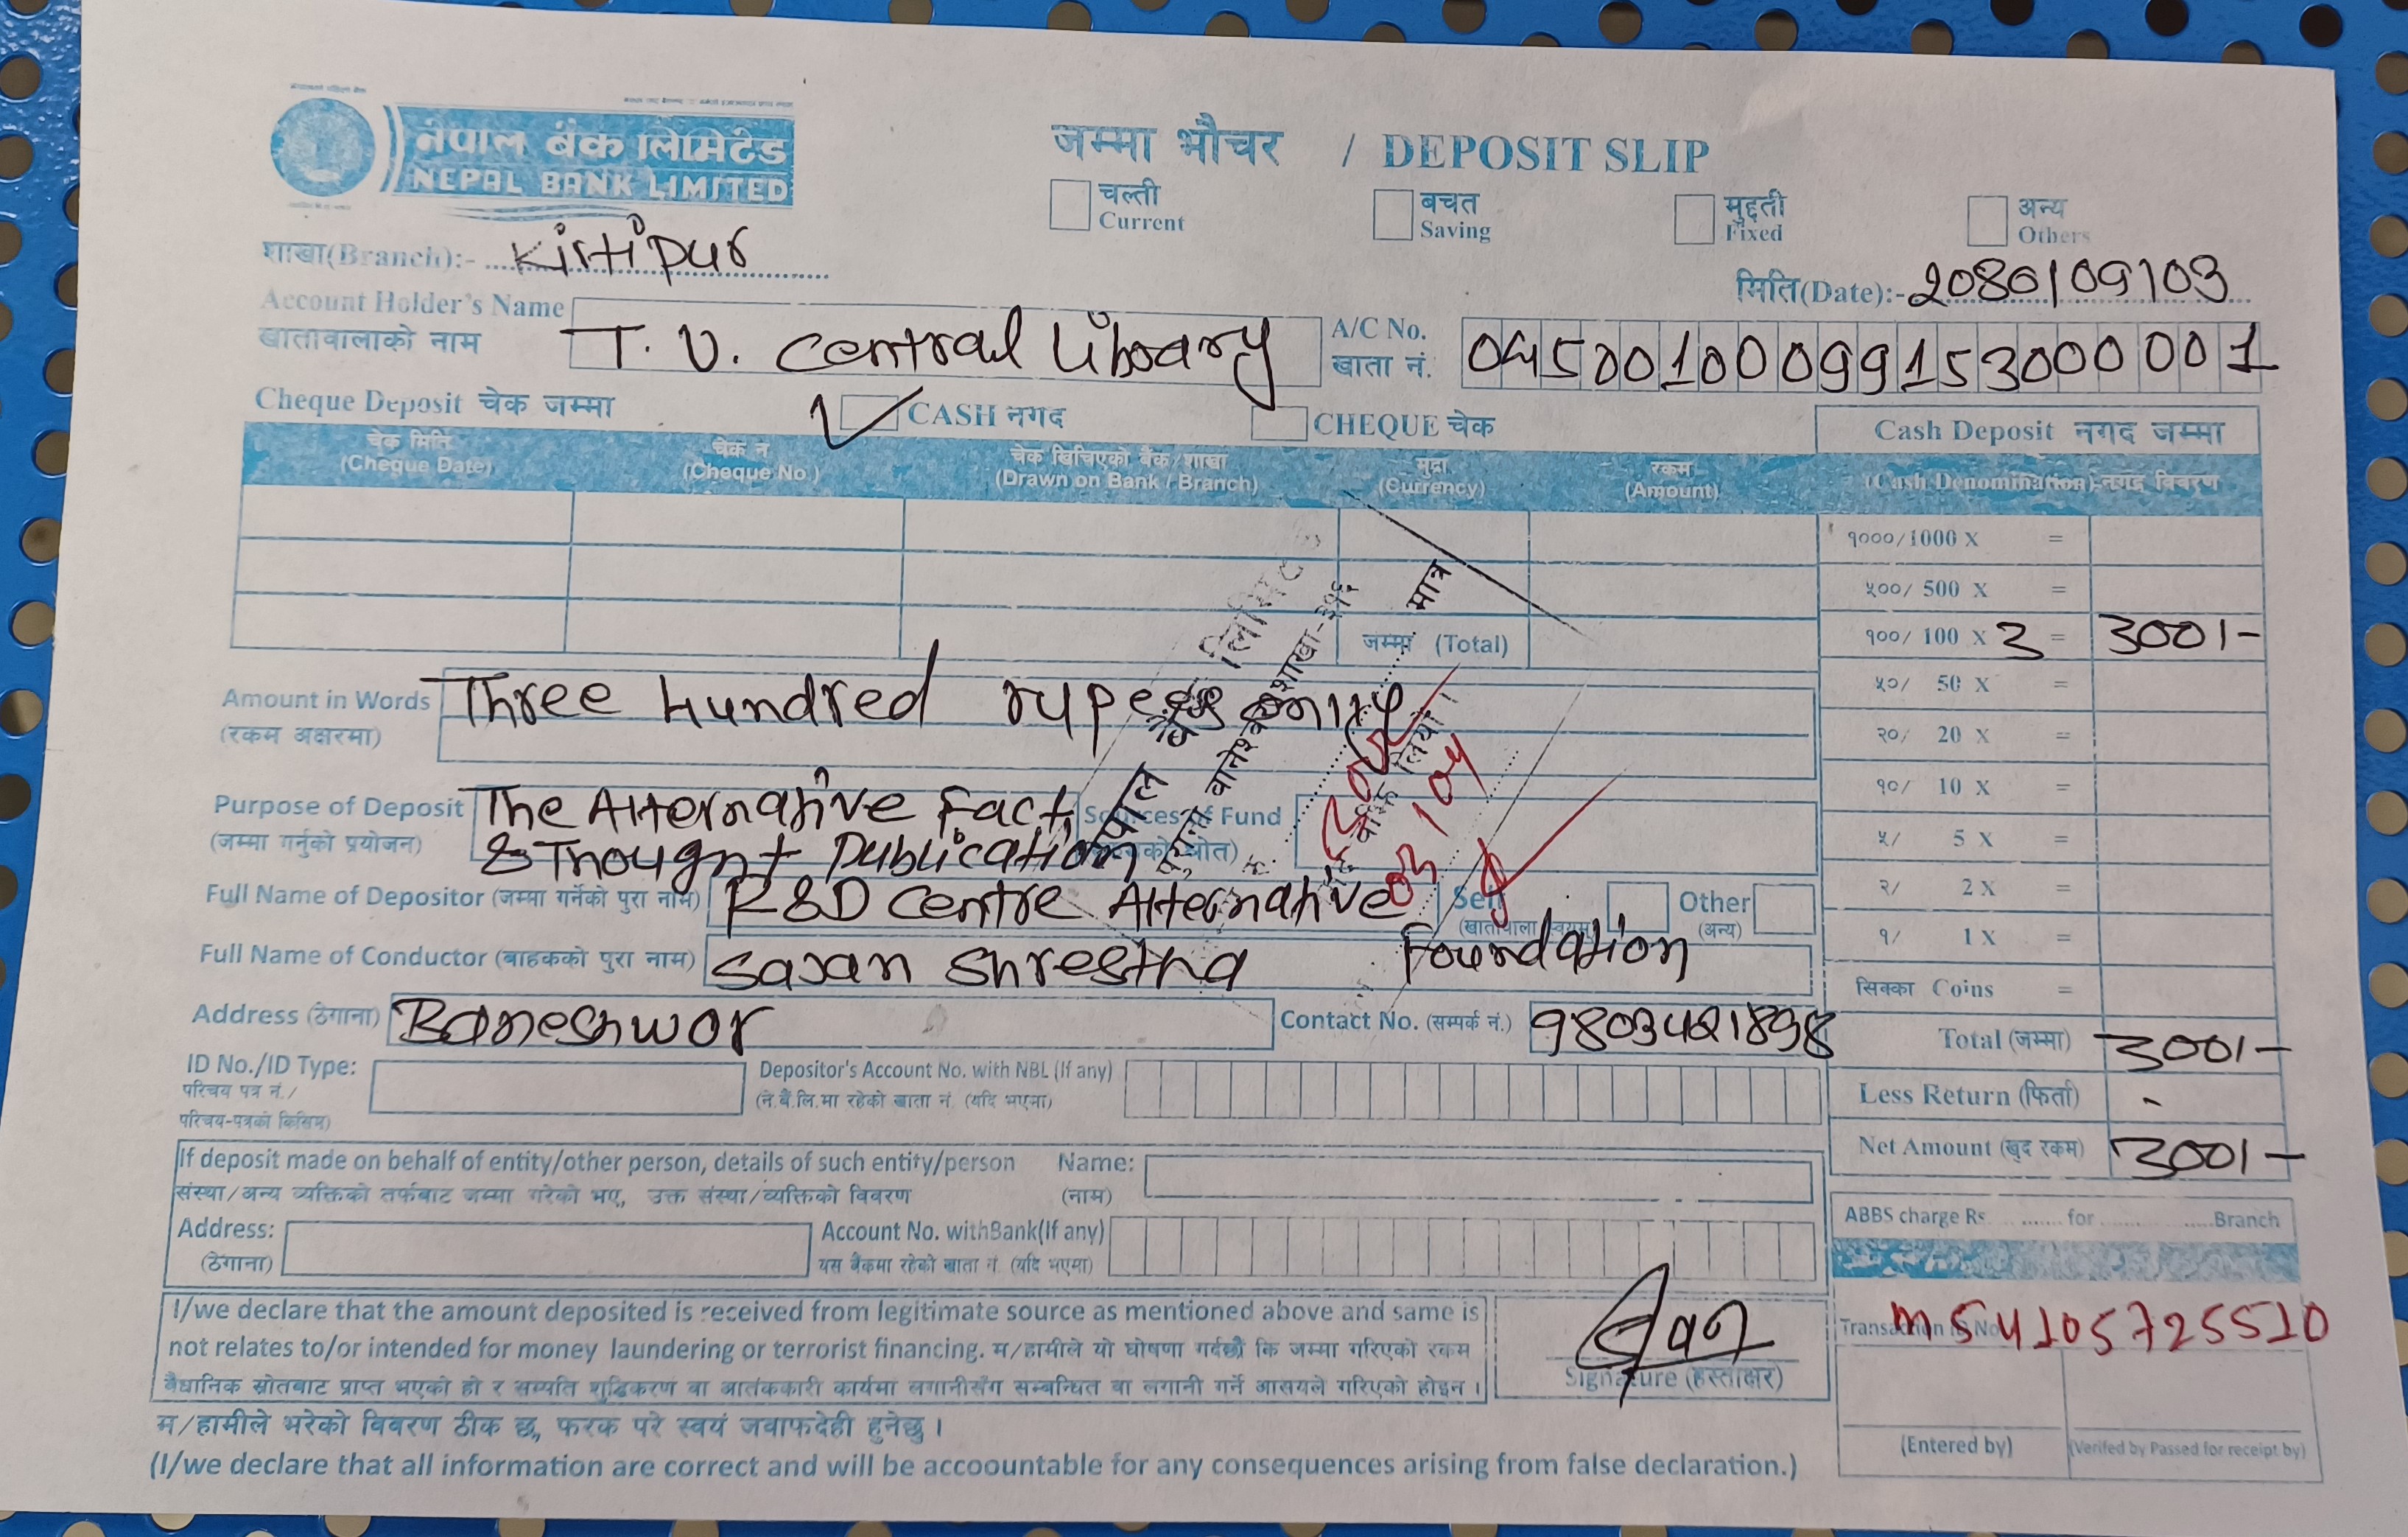 नेपाल बैंक लिमिटेड
NEPAL BANK LIMITED
जम्मा भौचर / DEPOSIT SLIP
चल्ती Current
बचत Saving
मुद्दती Fixed
अन्य Others
शाखा(Branch):- Kirtipur
मिति(Date):- 2080/09/03
Account Holder's Name
खातावालाको नाम
T. U. Central Library
A/C No.
खाता नं.
04500100099153000001
Cheque Deposit चेक जम्मा
CASH नगद
CHEQUE चेक
Cash Deposit नगद जम्मा
चेक मिति (Cheque Date)
चेक न (Cheque No.)
चेक खिचिएको बैंक/शाखा (Drawn on Bank / Branch)
मुद्रा (Currency)
रकम (Amount)
(Cash Denomination)-नगद विवरण
१०००/1000 X =
५००/ 500 X =
१००/ 100 X 3 = 300/-
जम्मा (Total)
५०/ 50 X =
२०/ 20 X =
१०/ 10 X =
५/ 5 X =
२/ 2 X =
१/ 1 X =
सिक्का Coins =
Total (जम्मा) 300/-
Less Return (फिर्ता) -
Net Amount (खुद रकम) 300/-
Amount in Words
(रकम अक्षरमा)
Three hundred rupees only
Purpose of Deposit
(जम्मा गर्नुको प्रयोजन)
The Alternative Fact
& Thought Publication
Sources of Fund
Full Name of Depositor (जम्मा गर्नेको पुरा नाम) R&D Centre Alternative
Foundation
Self
Other
(अन्य)
Full Name of Conductor (बाहकको पुरा नाम) Sajan Shrestha
Address (ठेगाना) Baneshwor
Contact No. (सम्पर्क नं.) 9803421898
ID No./ID Type:
परिचय पत्र नं./
परिचय-पत्रको किसिम)
Depositor's Account No. with NBL (If any)
(ने.बैं.लि.मा रहेको खाता नं. (यदि भएमा)
If deposit made on behalf of entity/other person, details of such entity/person
संस्था/अन्य व्यक्तिको तर्फबाट जम्मा गरेको भए, उक्त संस्था/व्यक्तिको विवरण
Name:
(नाम)
Address:
(ठेगाना)
Account No. withBank(If any)
यस बैंकमा रहेको खाता नं. (यदि भएमा)
ABBS charge Rs ....... for ............ Branch
I/we declare that the amount deposited is received from legitimate source as mentioned above and same is
not relates to/or intended for money laundering or terrorist financing. म/हामीले यो घोषणा गर्दछौं कि जम्मा गरिएको रकम
बैधानिक स्रोतबाट प्राप्त भएको हो र सम्पति शुद्धिकरण वा आतंककारी कार्यमा लगानीसँग सम्बन्धित वा लगानी गर्ने आसयले गरिएको होइन ।
Signature (हस्ताक्षर)
M54105725510
(Entered by)
(Verifed by Passed for receipt by)
म/हामीले भरेको विवरण ठीक छ, फरक परे स्वयं जवाफदेही हुनेछु ।
(I/we declare that all information are correct and will be accoountable for any consequences arising from false declaration.)